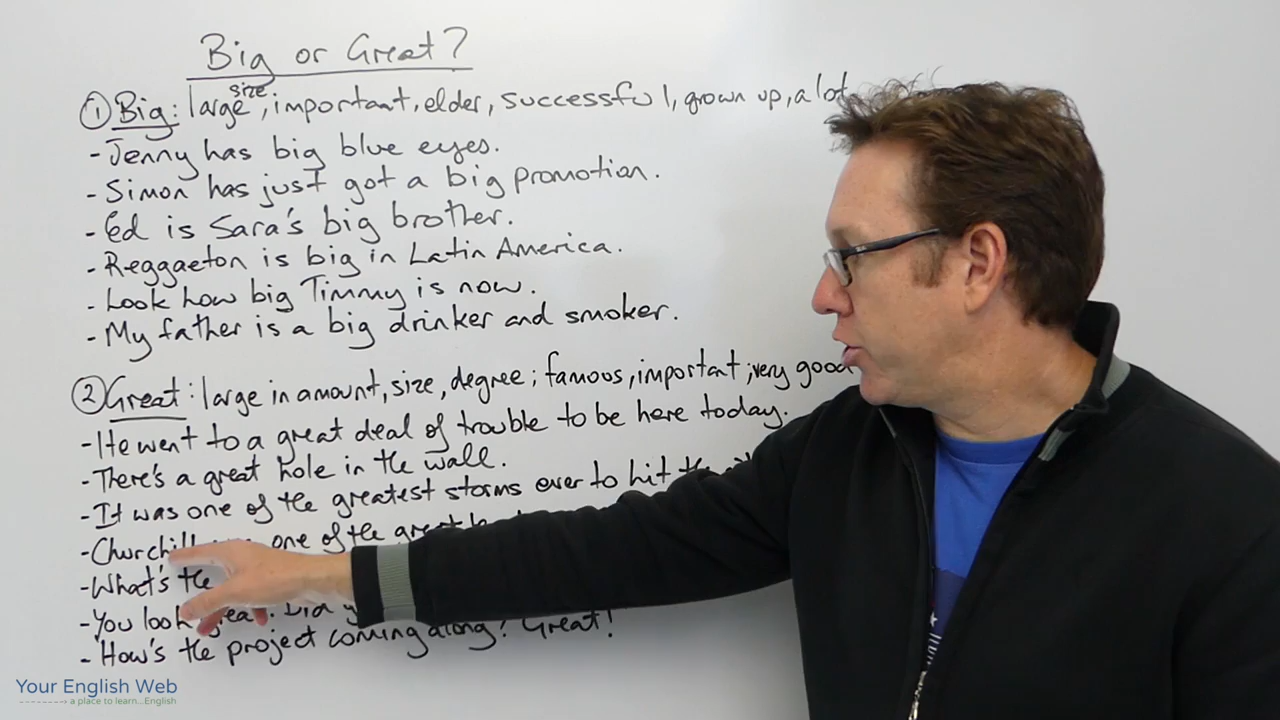 Big or Great?
size
① Big: large, important, elder, successful, grown up, a lot
- Jenny has big blue eyes.
- Simon has just got a big promotion.
- Ed is Sara's big brother.
- Reggaeton is big in Latin America.
- Look how big Timmy is now.
- My father is a big drinker and smoker.
② Great: large in amount, size, degree; famous, important; very good
- He went to a great deal of trouble to be here today.
- There's a great hole in the wall.
- It was one of the greatest storms ever to hit the
- Churchill one of the great
- What's the
- You look
- How's the project coming along? Great!
Your English Web
a place to learn...English